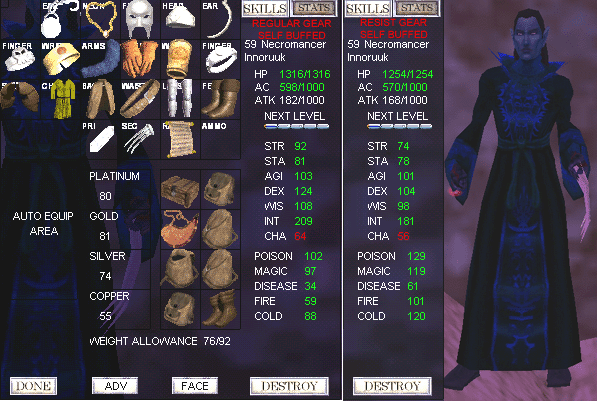 EAR NECK FACE HEAD EAR
FINGER WRIST ARMS WRIST FINGER
WAIST LEGS
PRI SEC AMMO
PLATINUM
80
GOLD
81
SILVER
74
COPPER
55
AUTO EQUIP
AREA
WEIGHT ALLOWANCE 76/92
DONE
ADV
FACE
SKILLS STATS
REGULAR GEAR
SELF BUFFED
59 Necromancer
Innoruuk
HP 1316/1316
AC 598/1000
ATK 182/1000
NEXT LEVEL
STR 92
STA 81
AGI 103
DEX 124
WIS 108
INT 209
CHA 54
POISON 102
MAGIC 97
DISEASE 34
FIRE 59
COLD 88
DESTROY
SKILLS STATS
RESIST GEAR
SELF BUFFED
59 Necromancer
Innoruuk
HP 1254/1254
AC 570/1000
ATK 168/1000
NEXT LEVEL
STR 74
STA 78
AGI 101
DEX 104
WIS 98
INT 181
CHA 56
POISON 129
MAGIC 119
DISEASE 61
FIRE 101
COLD 120
DESTROY